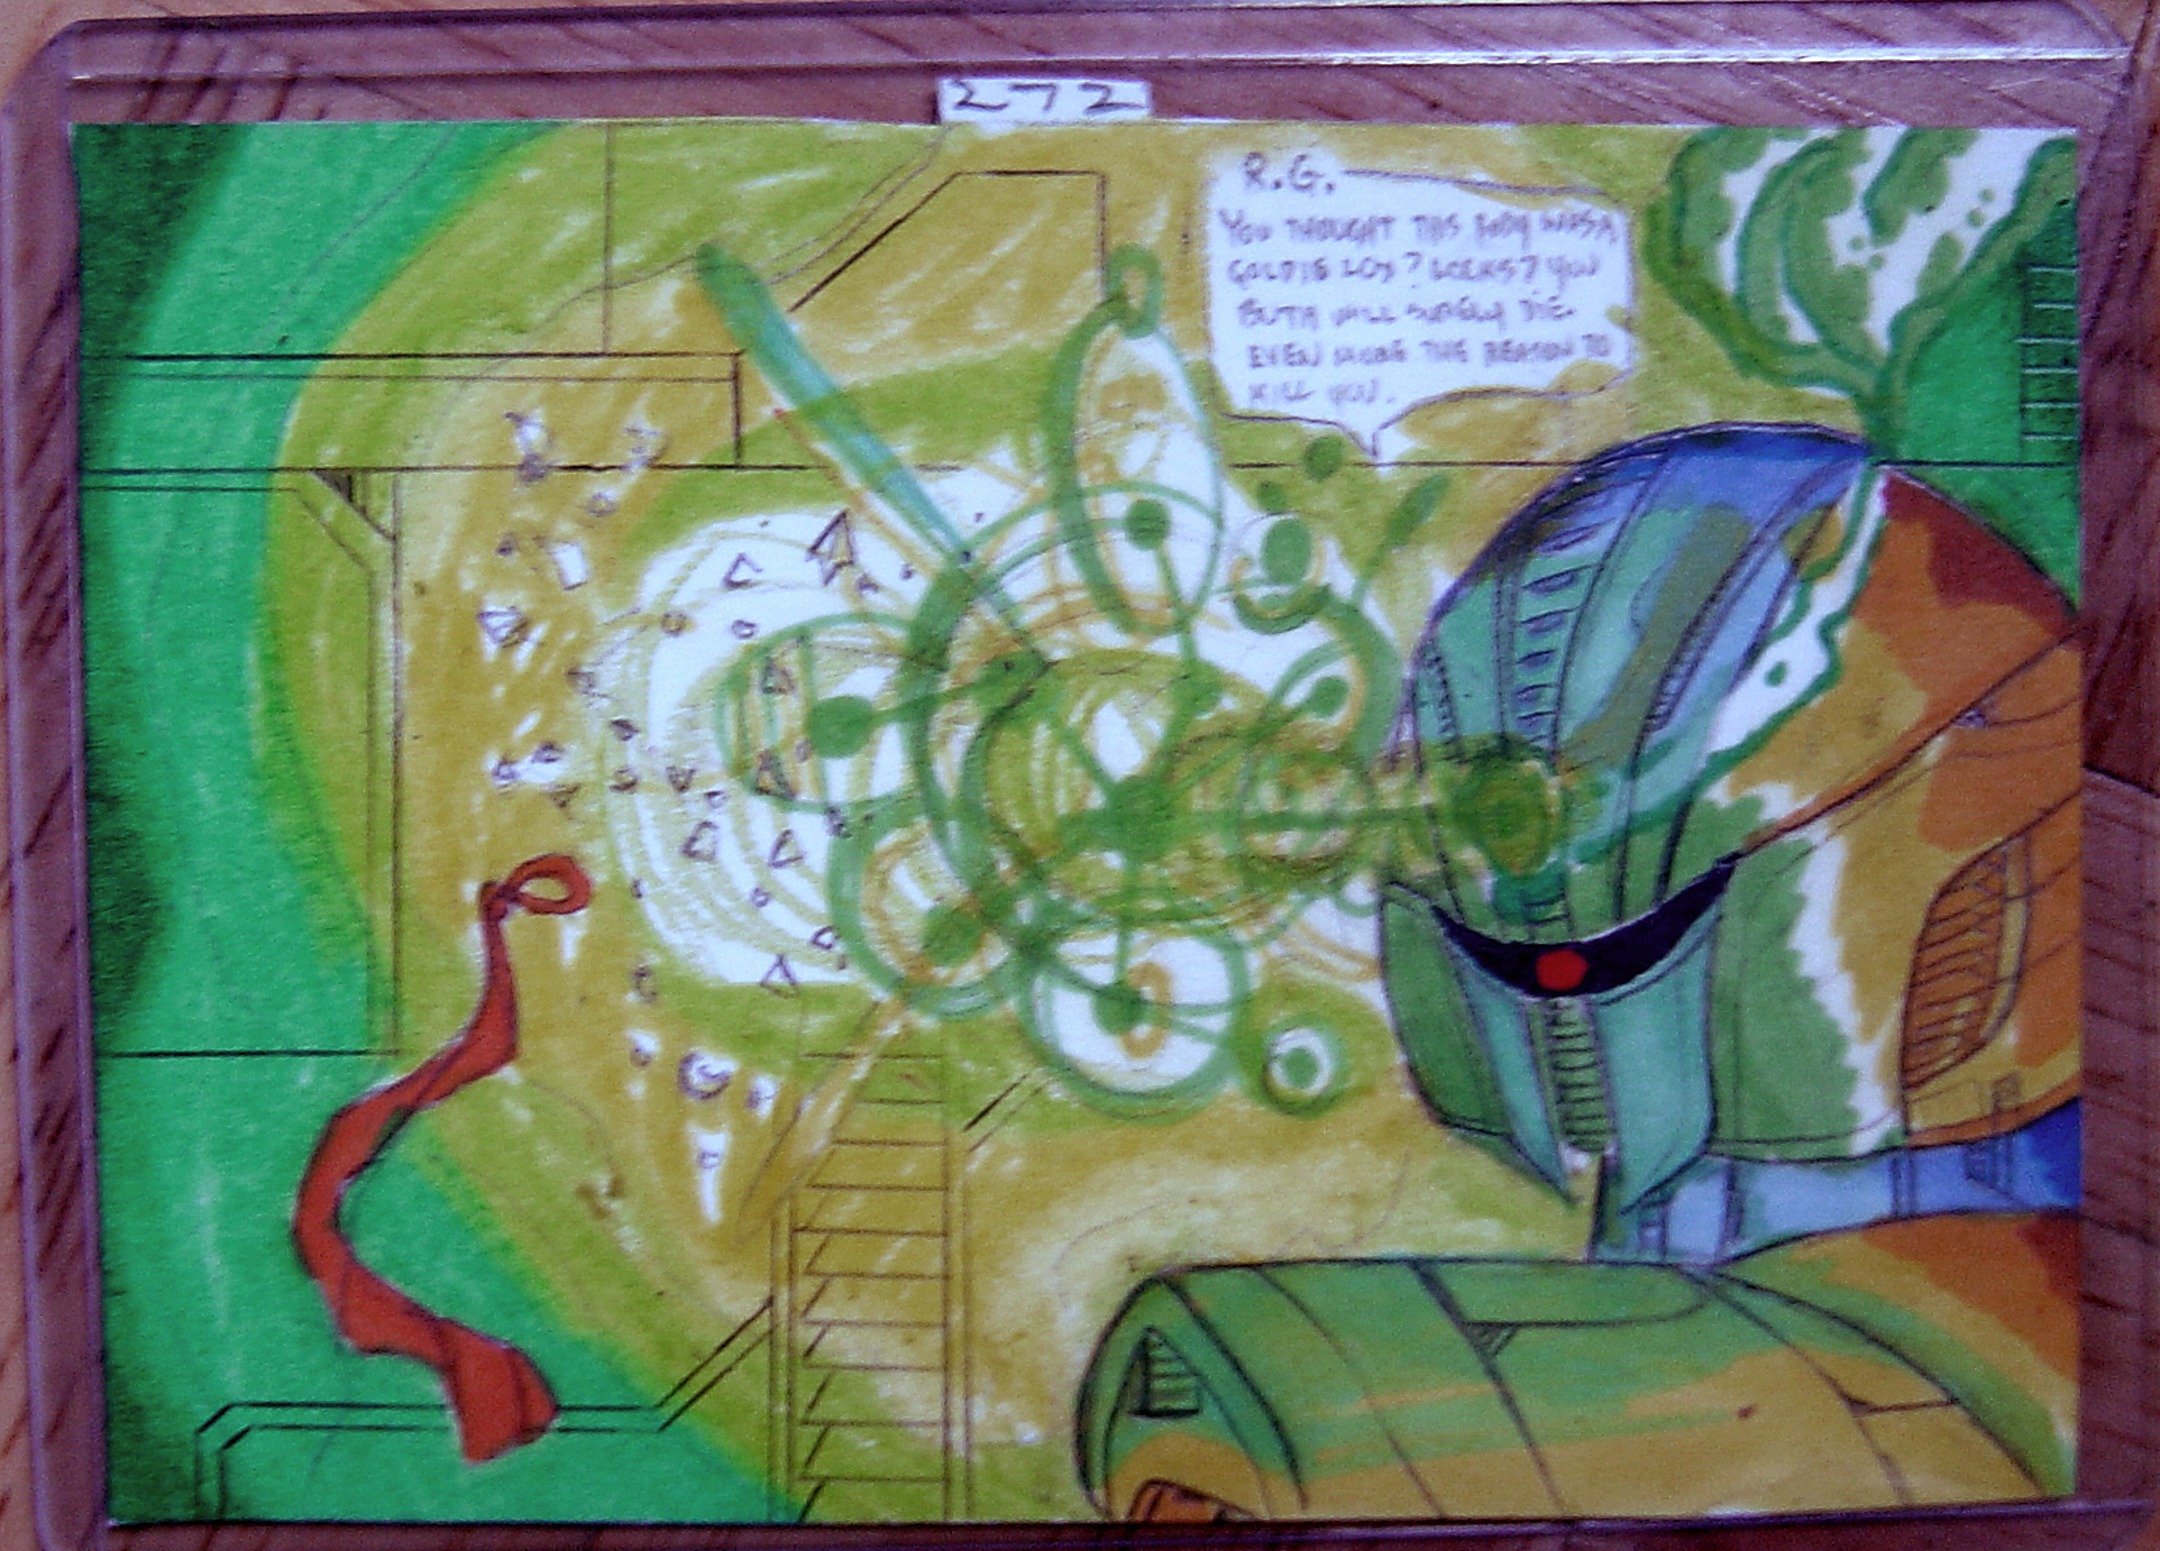 272
R.G.
YOU THOUGHT THIS BODY WAS A
GOLDIE LOX? LOCKS? YOU
BOTH WILL SURELY DIE.
EVEN MORE THE REASON TO
KILL YOU.